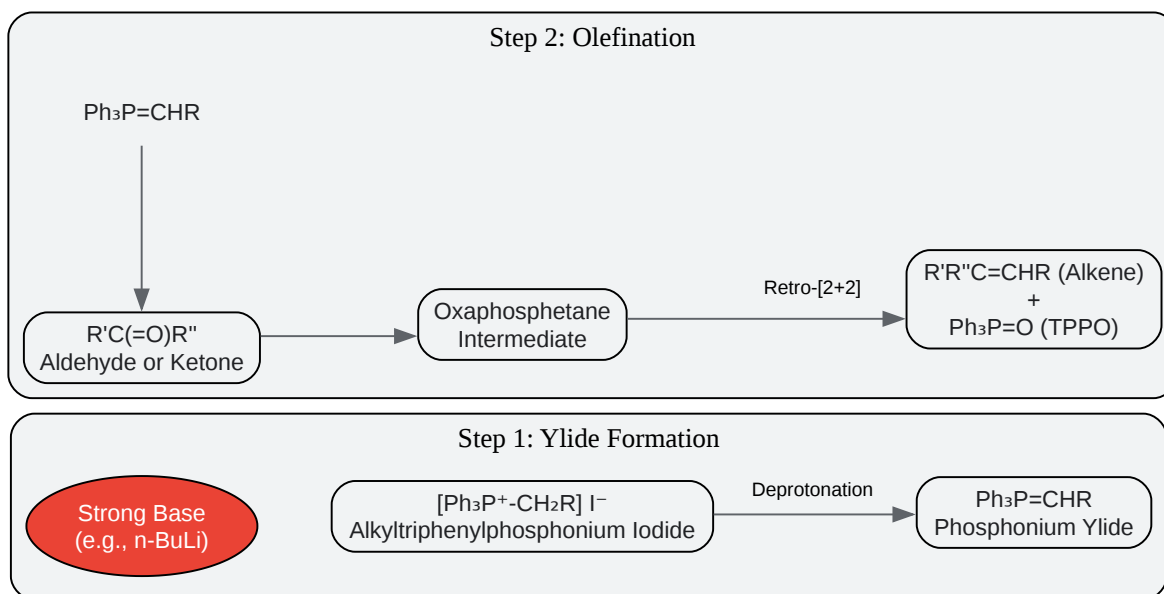 Step 2: Olefination
Ph₃P=CHR
R'C(=O)R"
Aldehyde or Ketone
Oxaphosphetane
Intermediate
Retro-[2+2]
R'R"C=CHR (Alkene)
+
Ph₃P=O (TPPO)
Step 1: Ylide Formation
Strong Base
(e.g., n-BuLi)
[Ph₃P⁺-CH₂R] I⁻
Alkyltriphenylphosphonium Iodide
Deprotonation
Ph₃P=CHR
Phosphonium Ylide